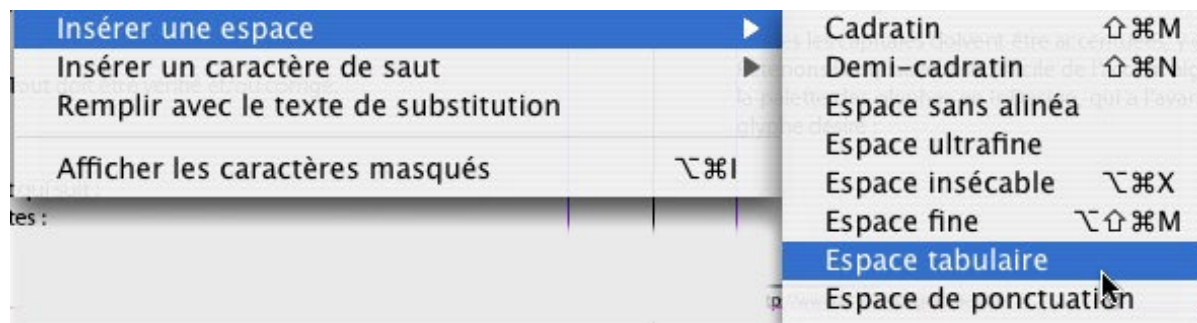 Insérer une espace
Insérer un caractère de saut
Remplir avec le texte de substitution
Afficher les caractères masqués ⌥⌘I
tes :
Cadratin ⇧⌘M
Demi-cadratin ⇧⌘N
Espace sans alinéa
Espace ultrafine
Espace insécable ⌥⌘X
Espace fine ⌥⇧⌘M
Espace tabulaire
Espace de ponctuation